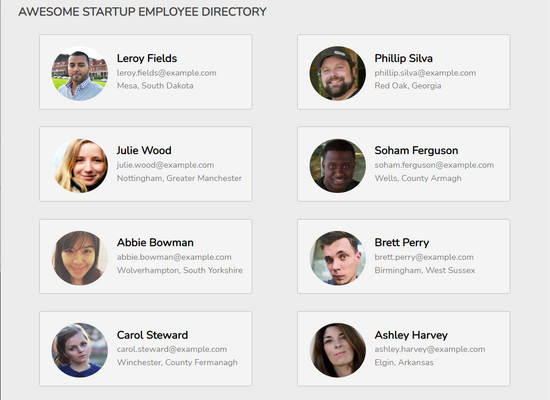 AWESOME STARTUP EMPLOYEE DIRECTORY
Leroy Fields
leroy.fields@example.com
Mesa, South Dakota
Phillip Silva
phillip.silva@example.com
Red Oak, Georgia
Julie Wood
julie.wood@example.com
Nottingham, Greater Manchester
Soham Ferguson
soham.ferguson@example.com
Wells, County Armagh
Abbie Bowman
abbie.bowman@example.com
Wolverhampton, South Yorkshire
Brett Perry
brett.perry@example.com
Birmingham, West Sussex
Carol Steward
carol.steward@example.com
Winchester, County Fermanagh
Ashley Harvey
ashley.harvey@example.com
Elgin, Arkansas